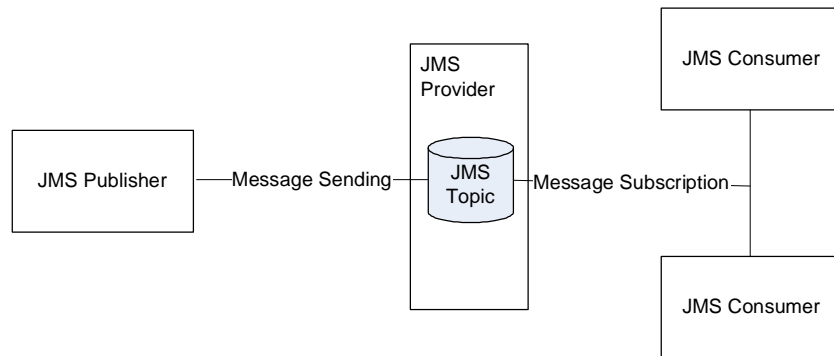 JMS Publisher
Message Sending
JMS
Provider
JMS
Topic
Message Subscription
JMS Consumer
JMS Consumer